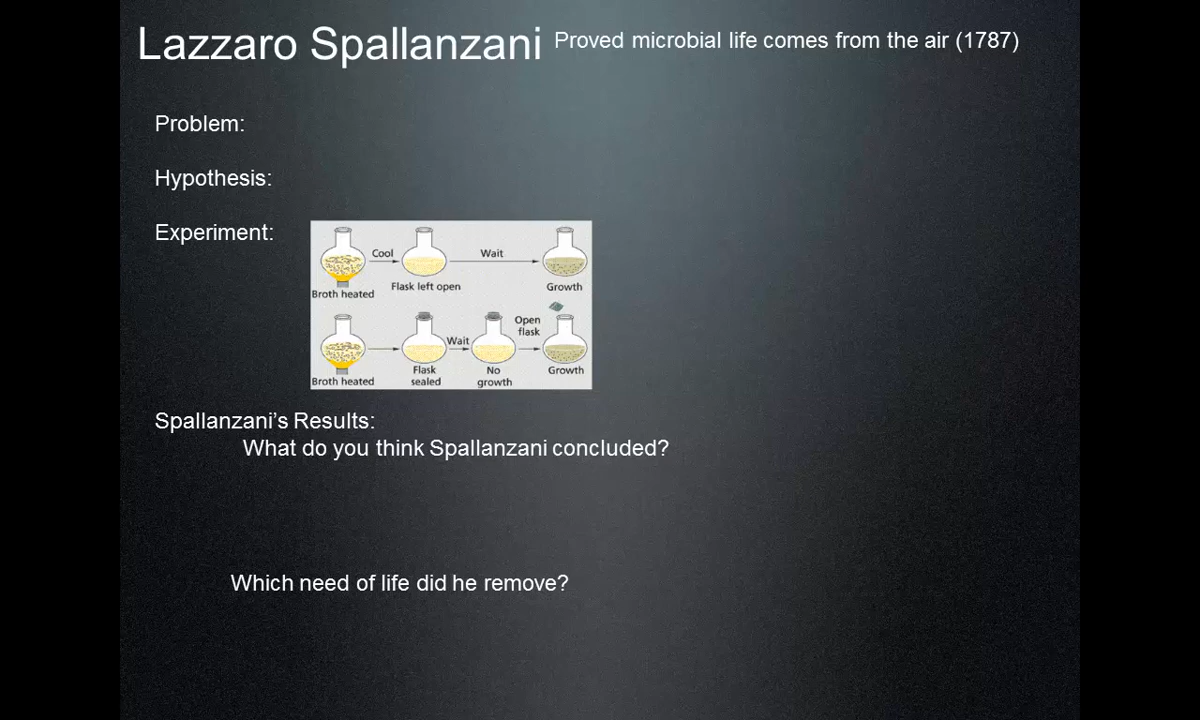 Lazzaro Spallanzani Proved microbial life comes from the air (1787)
Problem:
Hypothesis:
Experiment:
Cool
Wait
Broth heated
Flask left open
Growth
Open
flask
Wait
Broth heated
Flask
sealed
No
growth
Growth
Spallanzani’s Results:
What do you think Spallanzani concluded?
Which need of life did he remove?